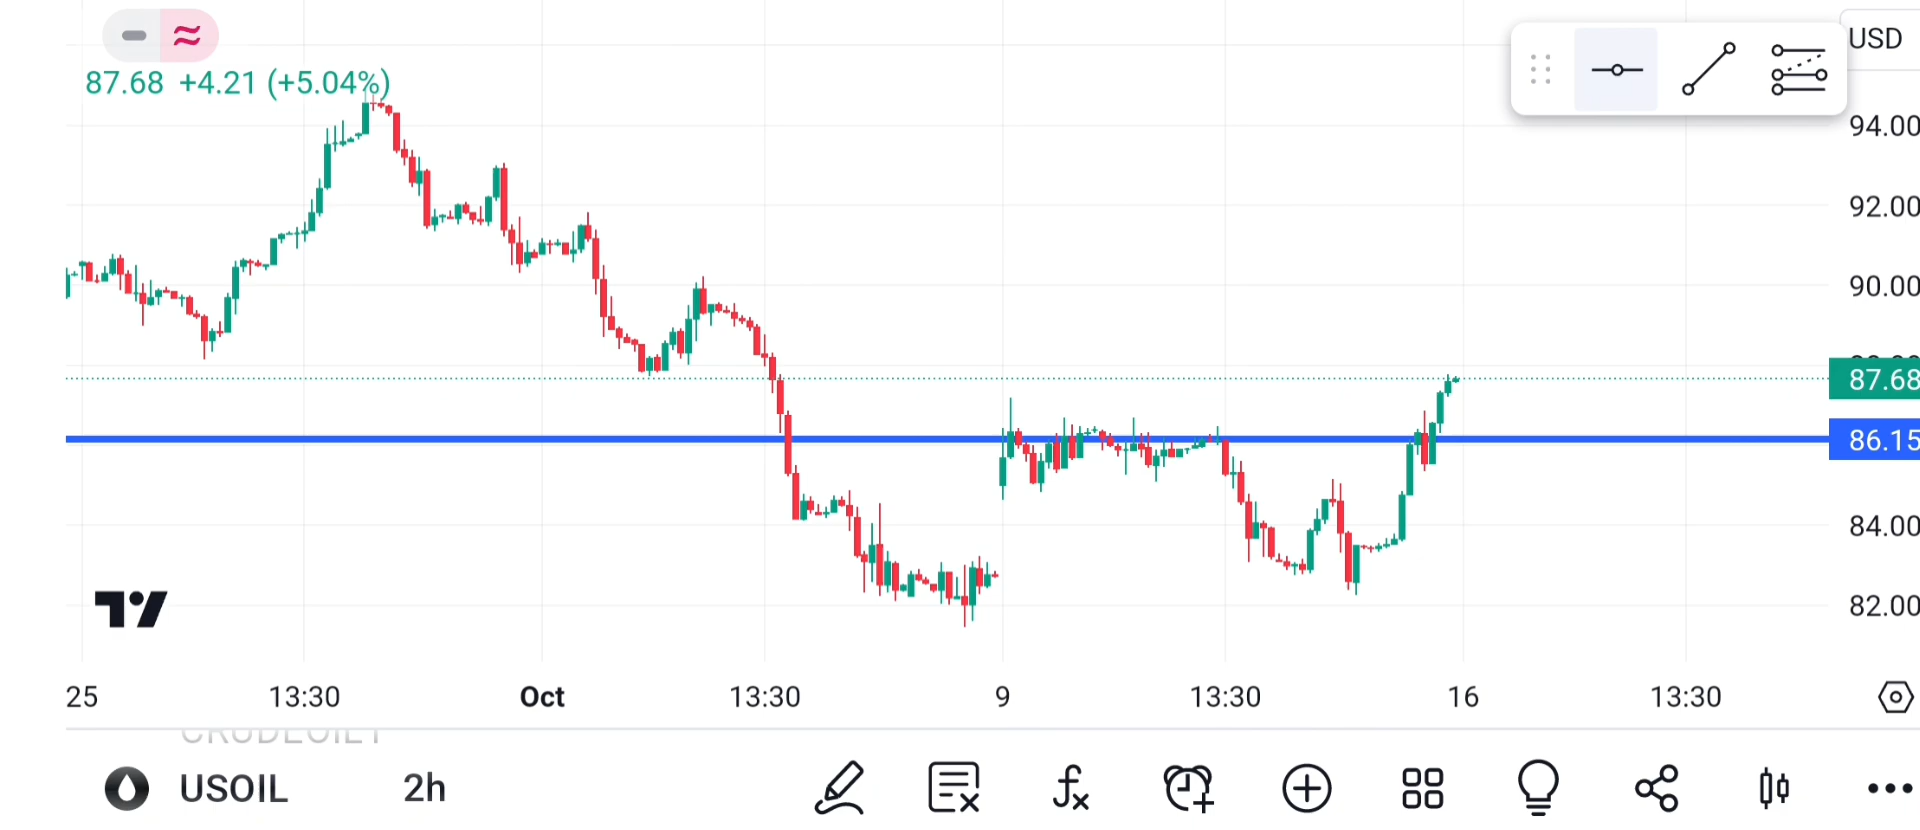 USD
87.68 +4.21 (+5.04%)
94.00
92.00
90.00
87.68
86.15
84.00
82.00
25 13:30 Oct 13:30 9 13:30 16 13:30
USOIL 2h